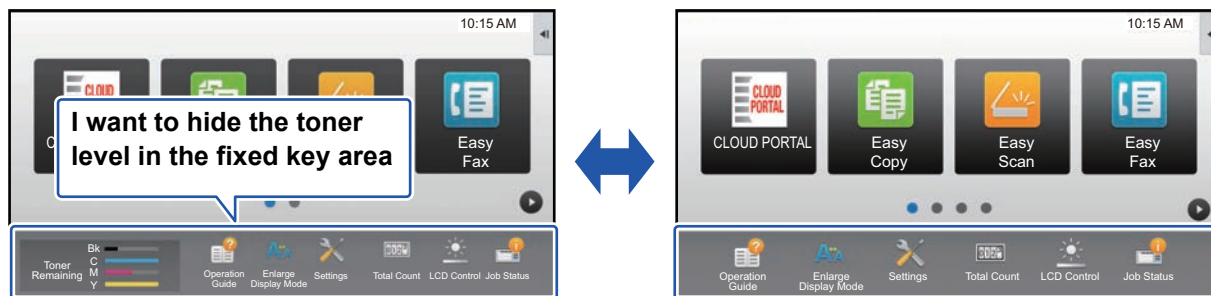 10:15 AM
CLOUD
I want to hide the toner
level in the fixed key area
Easy
Fax
Toner
Remaining
Bk
C
M
Y
Operation
Guide
Enlarge
Display Mode
Settings
Total Count
LCD Control
Job Status
10:15 AM
CLOUD
PORTAL
CLOUD PORTAL
Easy
Copy
Easy
Scan
Easy
Fax
Operation
Guide
Enlarge
Display Mode
Settings
Total Count
LCD Control
Job Status